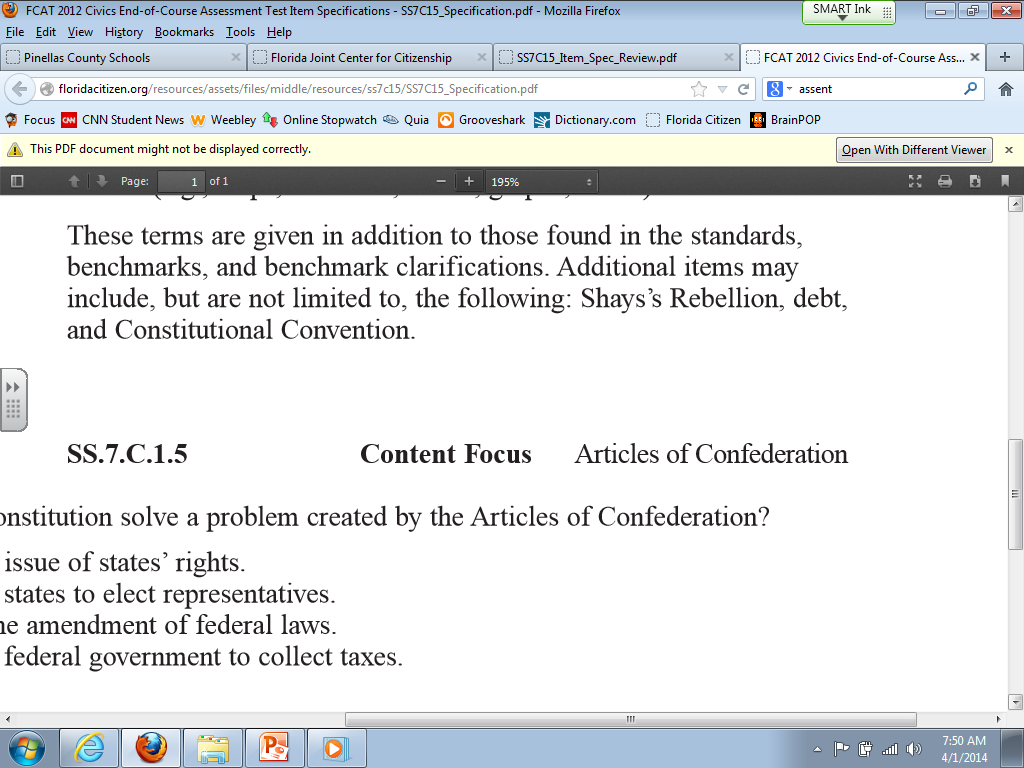 FCAT 2012 Civics End-of-Course Assessment Test Item Specifications - SS7C15_Specification.pdf - Mozilla Firefox
SMART Ink
File Edit View History Bookmarks Tools Help
Pinellas County Schools
Florida Joint Center for Citizenship
SS7C15_Item_Spec_Review.pdf
FCAT 2012 Civics End-of-Course Ass...
floridacitizen.org/resources/assets/files/middle/resources/ss7c15/SS7C15_Specification.pdf
assent
Focus CNN Student News Weebley Online Stopwatch Quia Grooveshark Dictionary.com Florida Citizen BrainPOP
This PDF document might not be displayed correctly.
Open With Different Viewer
Page: 1 of 1
195%
These terms are given in addition to those found in the standards,
benchmarks, and benchmark clarifications. Additional items may
include, but are not limited to, the following: Shays’s Rebellion, debt,
and Constitutional Convention.
SS.7.C.1.5 Content Focus Articles of Confederation
onstitution solve a problem created by the Articles of Confederation?
issue of states’ rights.
states to elect representatives.
he amendment of federal laws.
federal government to collect taxes.
7:50 AM
4/1/2014